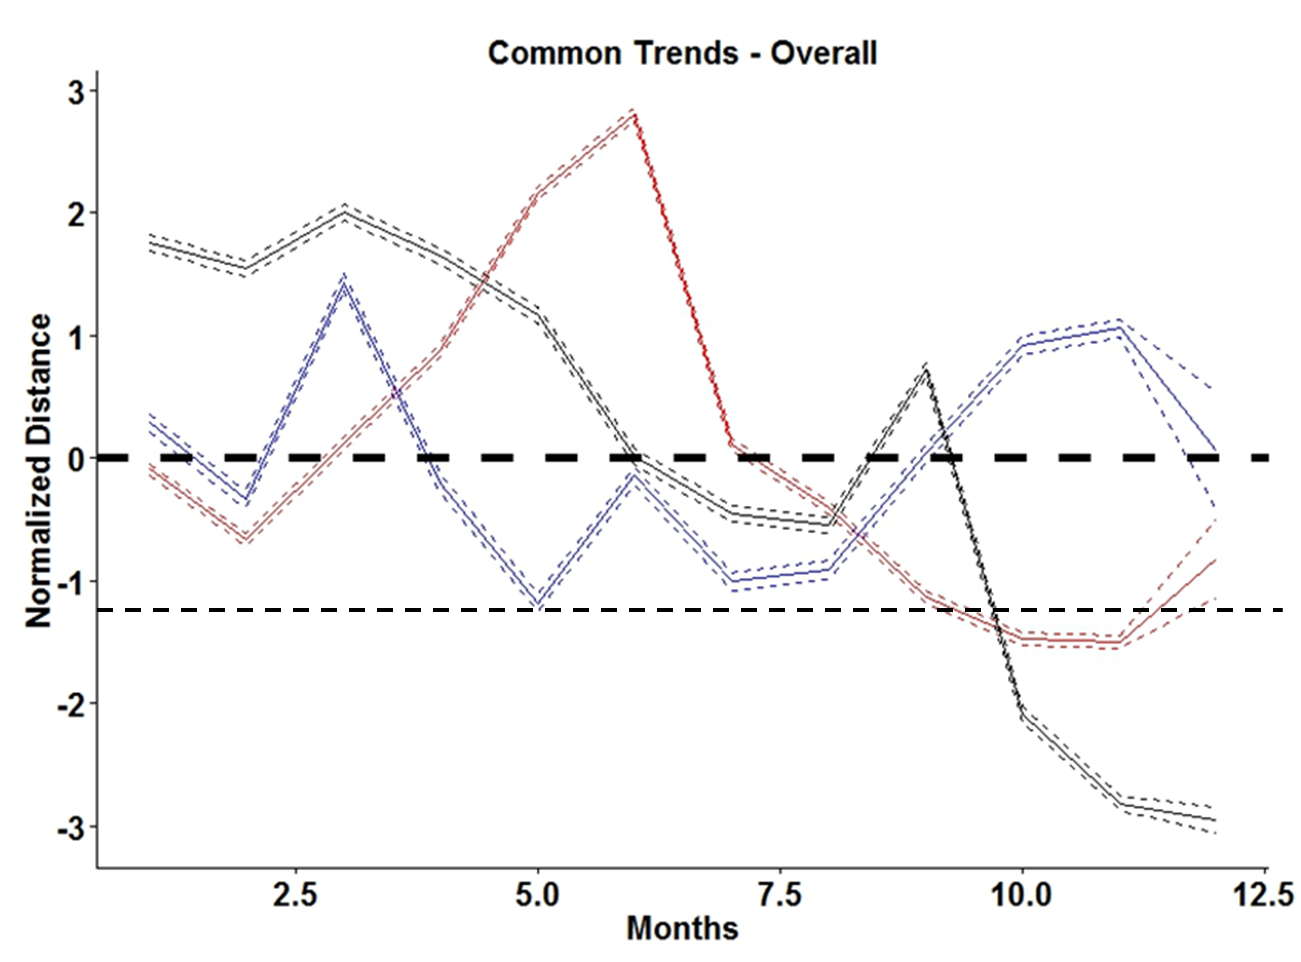 Common Trends - Overall
3
2
1
0
-1
-2
-3
Normalized Distance
2.5 5.0 7.5 10.0 12.5
Months